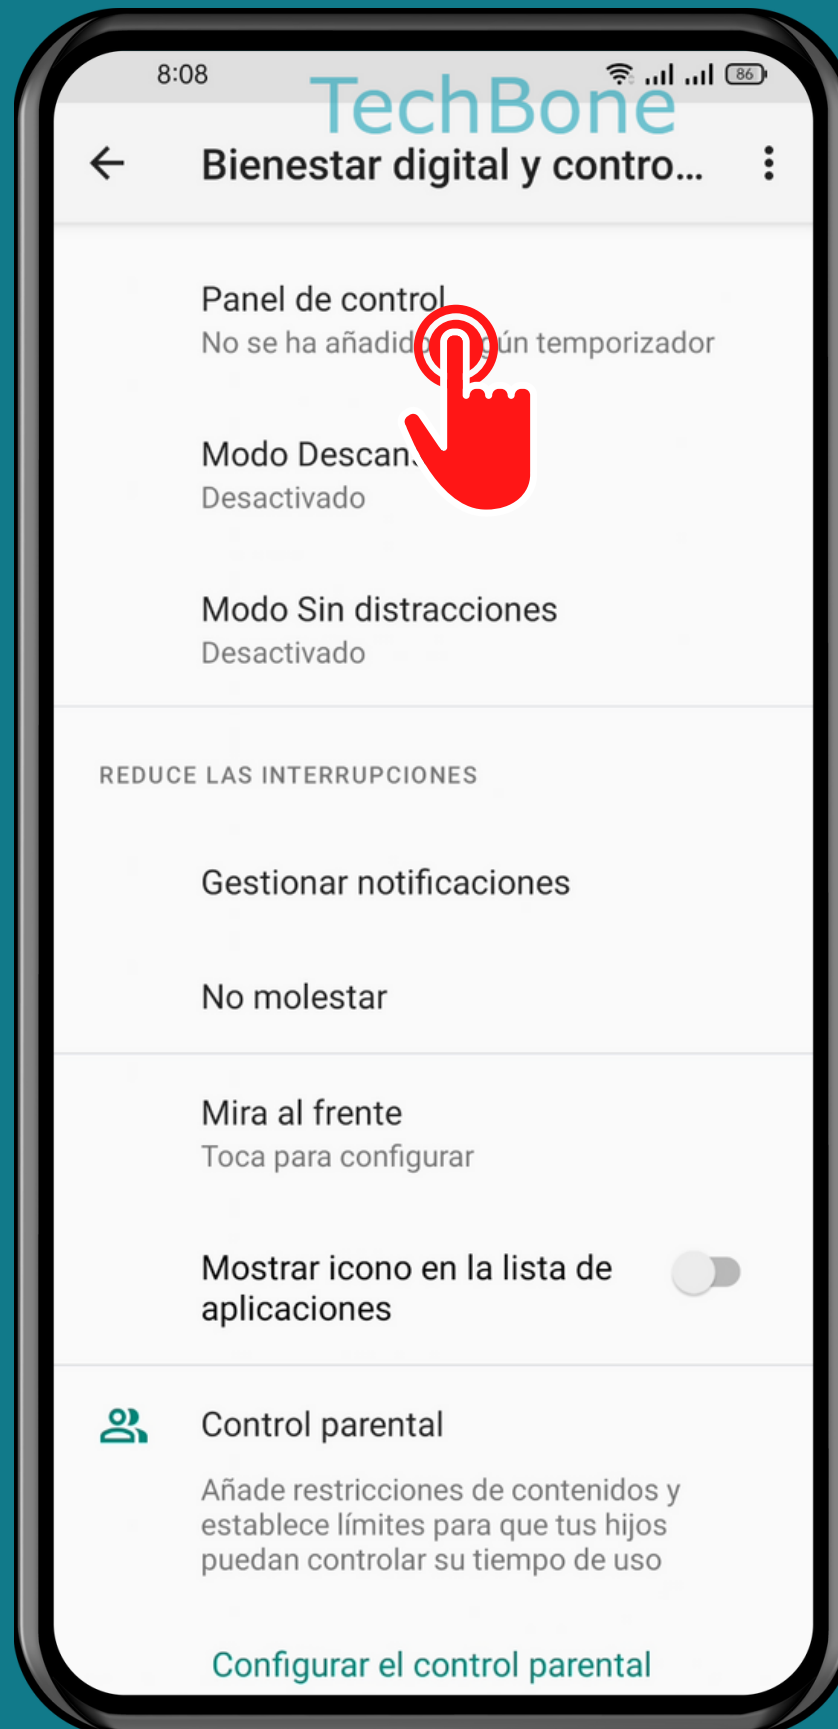 8:08
86
TechBone
Bienestar digital y contro...
Panel de control
No se ha añadido temporizador
Modo
Desactivado
Modo Sin distracciones
Desactivado
REDUCE LAS INTERRUPCIONES
Gestionar notificaciones
No molestar
Mira al frente
Toca para configurar
Mostrar icono en la lista de
aplicaciones
Control parental
Añade restricciones de contenidos y
establece límites para que tus hijos
puedan controlar su tiempo de uso
Configurar el control parental